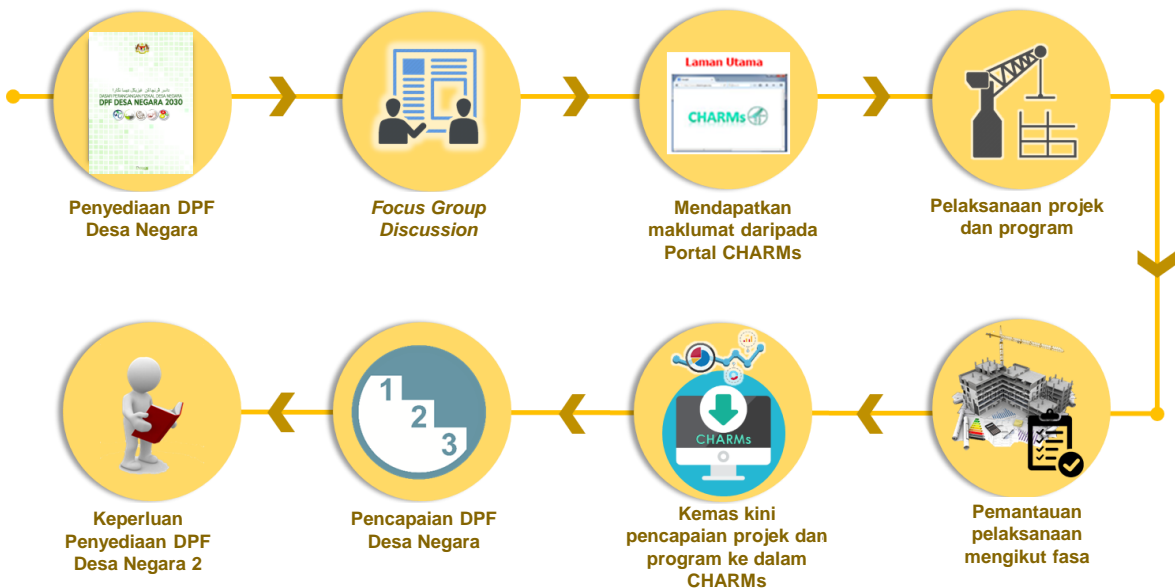 DASAR PERANCANGAN FIZIKAL DESA NEGARA
DPF DESA NEGARA 2030
Penyediaan DPF
Desa Negara
Focus Group
Discussion
Laman Utama
CHARMs
Mendapatkan
maklumat daripada
Portal CHARMs
Pelaksanaan projek
dan program
Keperluan
Penyediaan DPF
Desa Negara 2
1
2
3
Pencapaian DPF
Desa Negara
CHARMs
Kemas kini
pencapaian projek dan
program ke dalam
CHARMs
Pemantauan
pelaksanaan
mengikut fasa